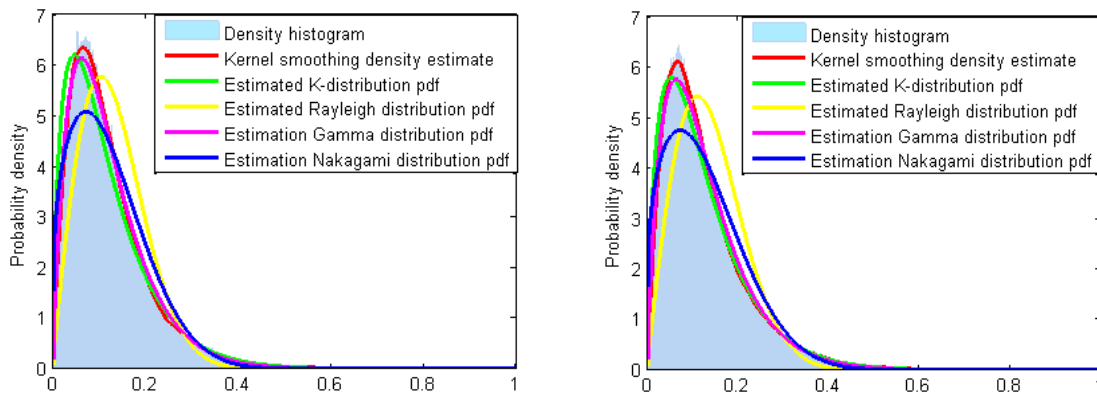 7
6
5
4
3
2
1
0
Probability density
Density histogram
Kernel smoothing density estimate
Estimated K-distribution pdf
Estimated Rayleigh distribution pdf
Estimation Gamma distribution pdf
Estimation Nakagami distribution pdf
0 0.2 0.4 0.6 0.8 1
7
6
5
4
3
2
1
0
Probability density
Density histogram
Kernel smoothing density estimate
Estimated K-distribution pdf
Estimated Rayleigh distribution pdf
Estimation Gamma distribution pdf
Estimation Nakagami distribution pdf
0 0.2 0.4 0.6 0.8